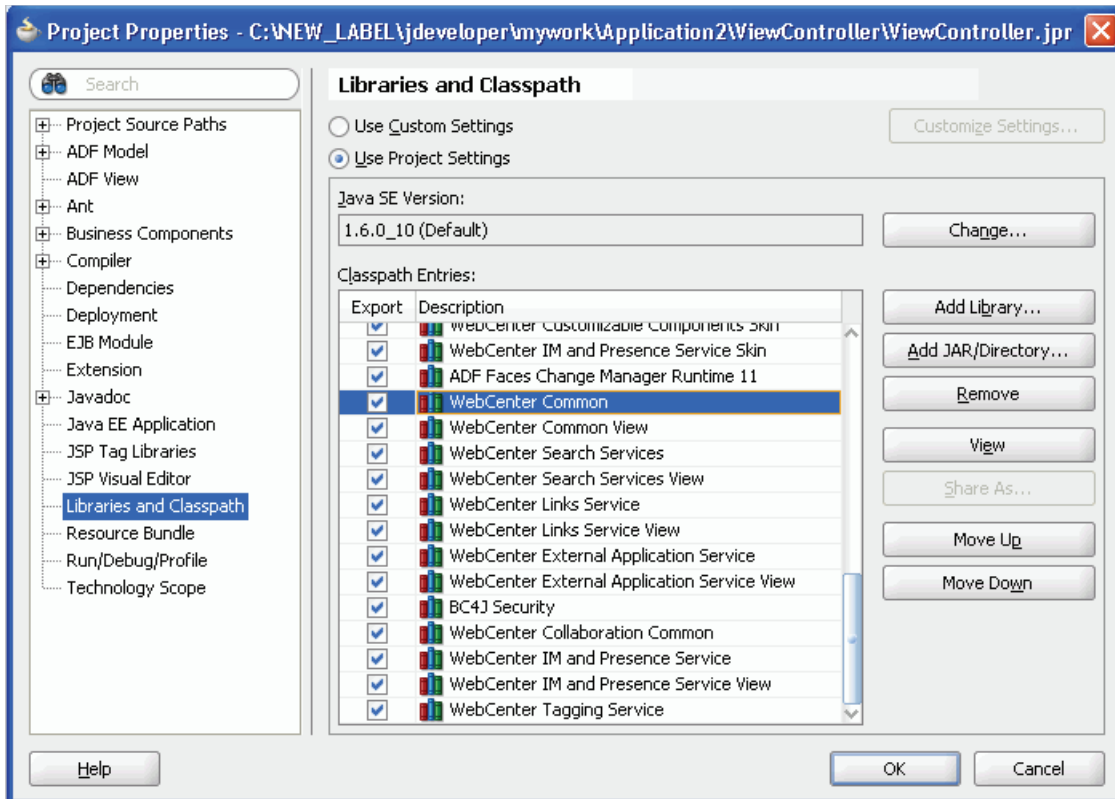 Project Properties - C:\NEW_LABEL\jdeveloper\mywork\Application2\ViewController\ViewController.jpr
Search
Project Source Paths
ADF Model
ADF View
Ant
Business Components
Compiler
Dependencies
Deployment
EJB Module
Extension
Javadoc
Java EE Application
JSP Tag Libraries
JSP Visual Editor
Libraries and Classpath
Resource Bundle
Run/Debug/Profile
Technology Scope
Libraries and Classpath
Use Custom Settings
Customize Settings...
Use Project Settings
Java SE Version:
1.6.0_10 (Default)
Change...
Classpath Entries:
Export Description
WebCenter Customizable Components Skin
WebCenter IM and Presence Service Skin
ADF Faces Change Manager Runtime 11
WebCenter Common
WebCenter Common View
WebCenter Search Services
WebCenter Search Services View
WebCenter Links Service
WebCenter Links Service View
WebCenter External Application Service
WebCenter External Application Service View
BC4J Security
WebCenter Collaboration Common
WebCenter IM and Presence Service
WebCenter IM and Presence Service View
WebCenter Tagging Service
Add Library...
Add JAR/Directory...
Remove
View
Share As...
Move Up
Move Down
Help
OK
Cancel